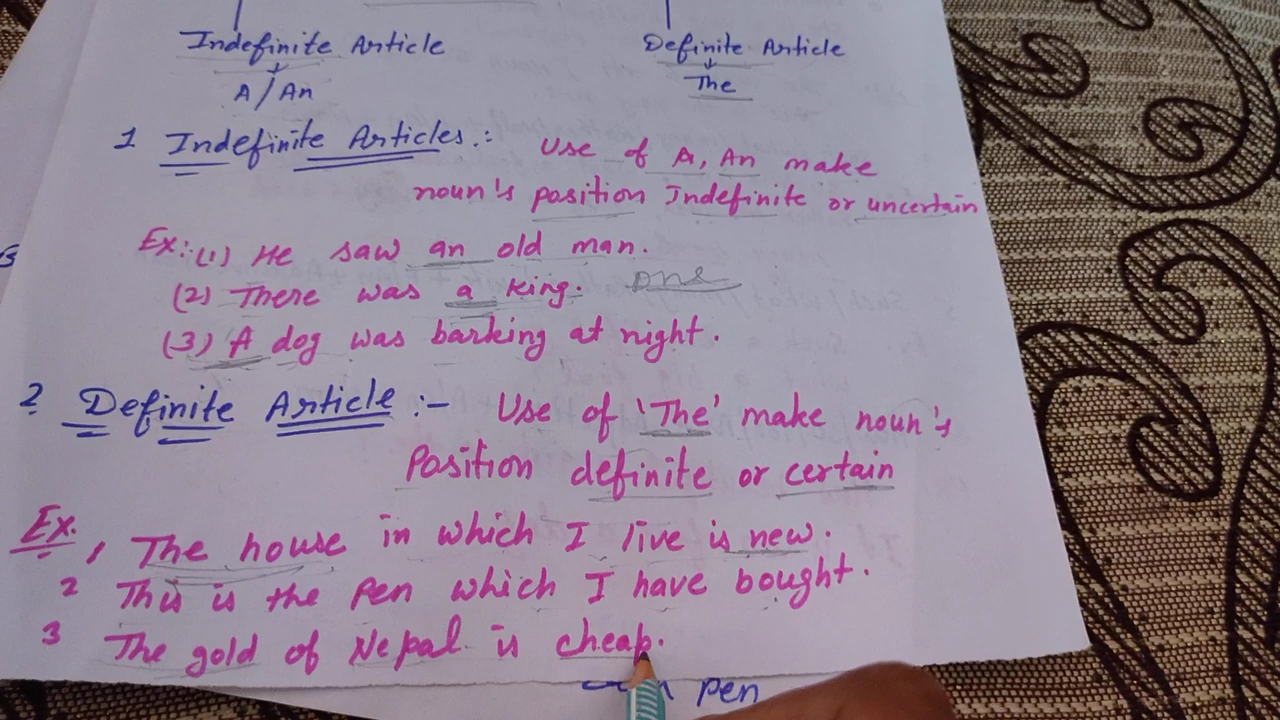 Indefinite Article Definite Article
A/An The
1 Indefinite Articles.: Use of A, An make
noun's position Indefinite or uncertain
Ex:(1) He saw an old man.
(2) There was a king. one
(3) A dog was barking at night.
2 Definite Article :- Use of 'The' make noun's
Position definite or certain
Ex. 1 The house in which I live is new.
2 This is the Pen which I have bought.
3 The gold of Nepal is cheap.
pen